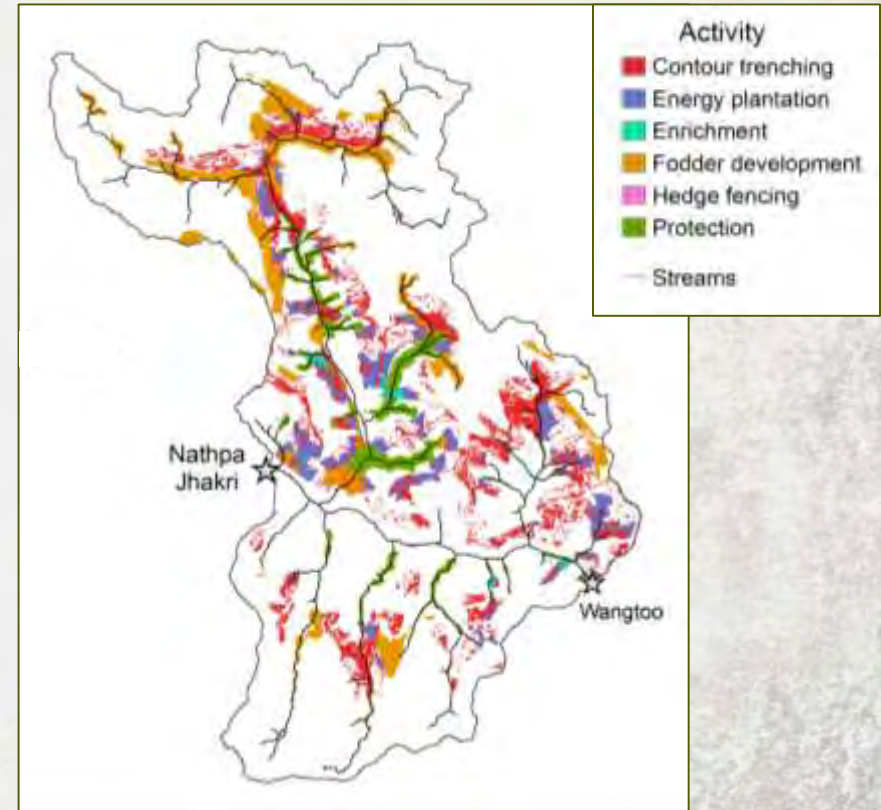 Activity
Contour trenching
Energy plantation
Enrichment
Fodder development
Hedge fencing
Protection
Streams
Nathpa
Jhakri
Wangtoo